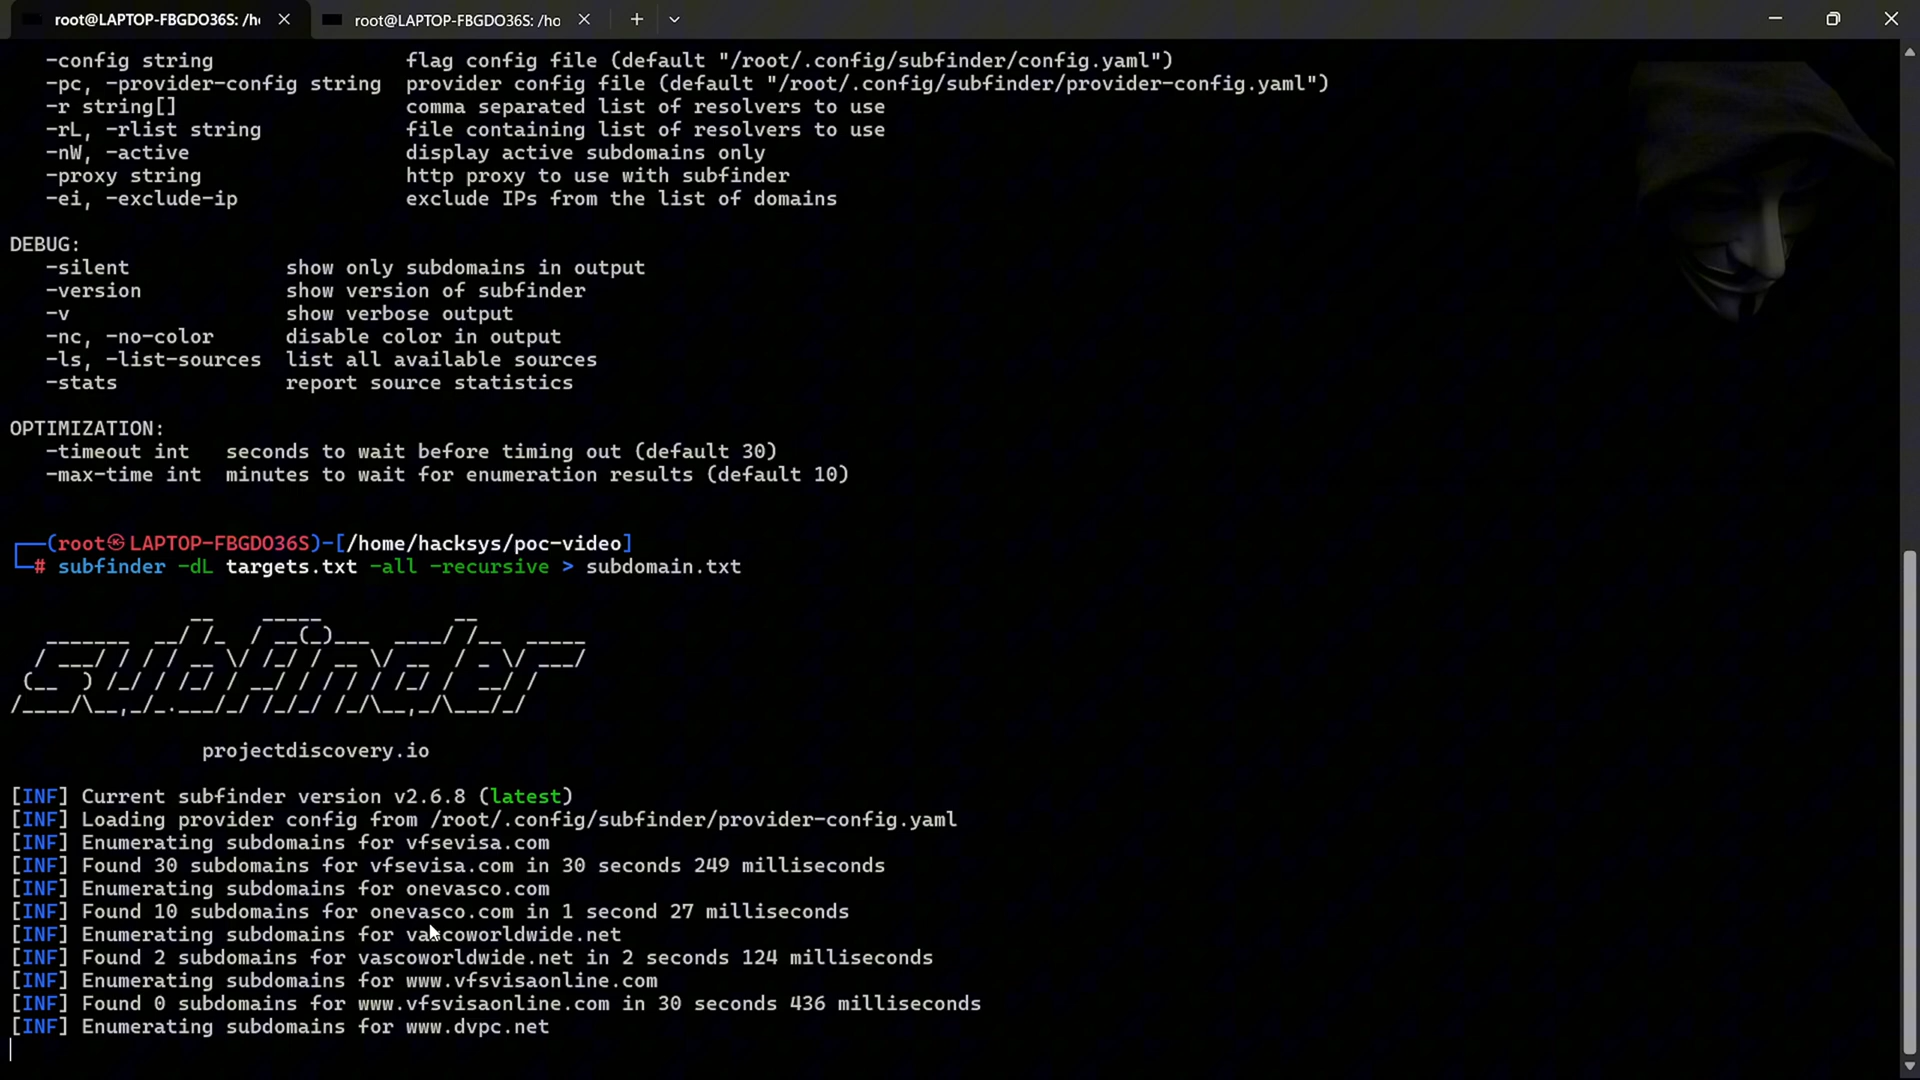 root@LAPTOP-FBGDO36S: /h
root@LAPTOP-FBGDO36S: /ho
-config string flag config file (default "/root/.config/subfinder/config.yaml")
-pc, -provider-config string provider config file (default "/root/.config/subfinder/provider-config.yaml")
-r string[] comma separated list of resolvers to use
-rL, -rlist string file containing list of resolvers to use
-nW, -active display active subdomains only
-proxy string http proxy to use with subfinder
-ei, -exclude-ip exclude IPs from the list of domains
DEBUG:
-silent show only subdomains in output
-version show version of subfinder
-v show verbose output
-nc, -no-color disable color in output
-ls, -list-sources list all available sources
-stats report source statistics
OPTIMIZATION:
-timeout int seconds to wait before timing out (default 30)
-max-time int minutes to wait for enumeration results (default 10)
(root㉿LAPTOP-FBGDO36S)-[/home/hacksys/poc-video]
# subfinder -dL targets.txt -all -recursive > subdomain.txt
subfinder
projectdiscovery.io
[INF] Current subfinder version v2.6.8 (latest)
[INF] Loading provider config from /root/.config/subfinder/provider-config.yaml
[INF] Enumerating subdomains for vfsevisa.com
[INF] Found 30 subdomains for vfsevisa.com in 30 seconds 249 milliseconds
[INF] Enumerating subdomains for onevasco.com
[INF] Found 10 subdomains for onevasco.com in 1 second 27 milliseconds
[INF] Enumerating subdomains for vascoworldwide.net
[INF] Found 2 subdomains for vascoworldwide.net in 2 seconds 124 milliseconds
[INF] Enumerating subdomains for www.vfsvisaonline.com
[INF] Found 0 subdomains for www.vfsvisaonline.com in 30 seconds 436 milliseconds
[INF] Enumerating subdomains for www.dvpc.net